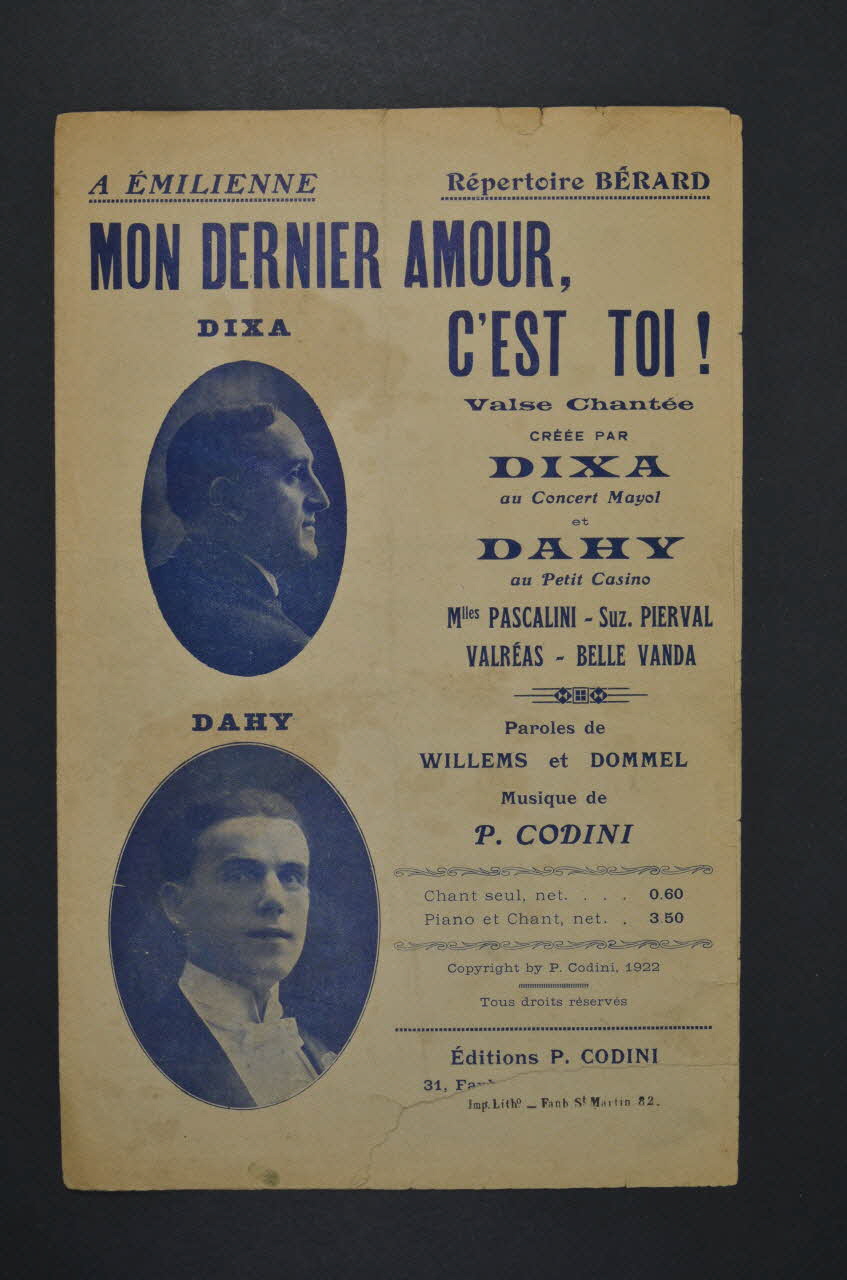 A ÉMILIENNE
Répertoire BÉRARD
MON DERNIER AMOUR,
C'EST TOI !
DIXA
DAHY
Valse Chantée
CRÉÉE PAR
DIXA
au Concert Mayol
et
DAHY
au Petit Casino
Mlles PASCALINI - Suz. PIERVAL
VALRÉAS - BELLE VANDA
Paroles de
WILLEMS et DOMMEL
Musique de
P. CODINI
Chant seul, net. . . . 0.60
Piano et Chant, net. . 3.50
Copyright by P. Codini, 1922
Tous droits réservés
Éditions P. CODINI
31,
Imp. Litho. — Faub. St Martin. 82.